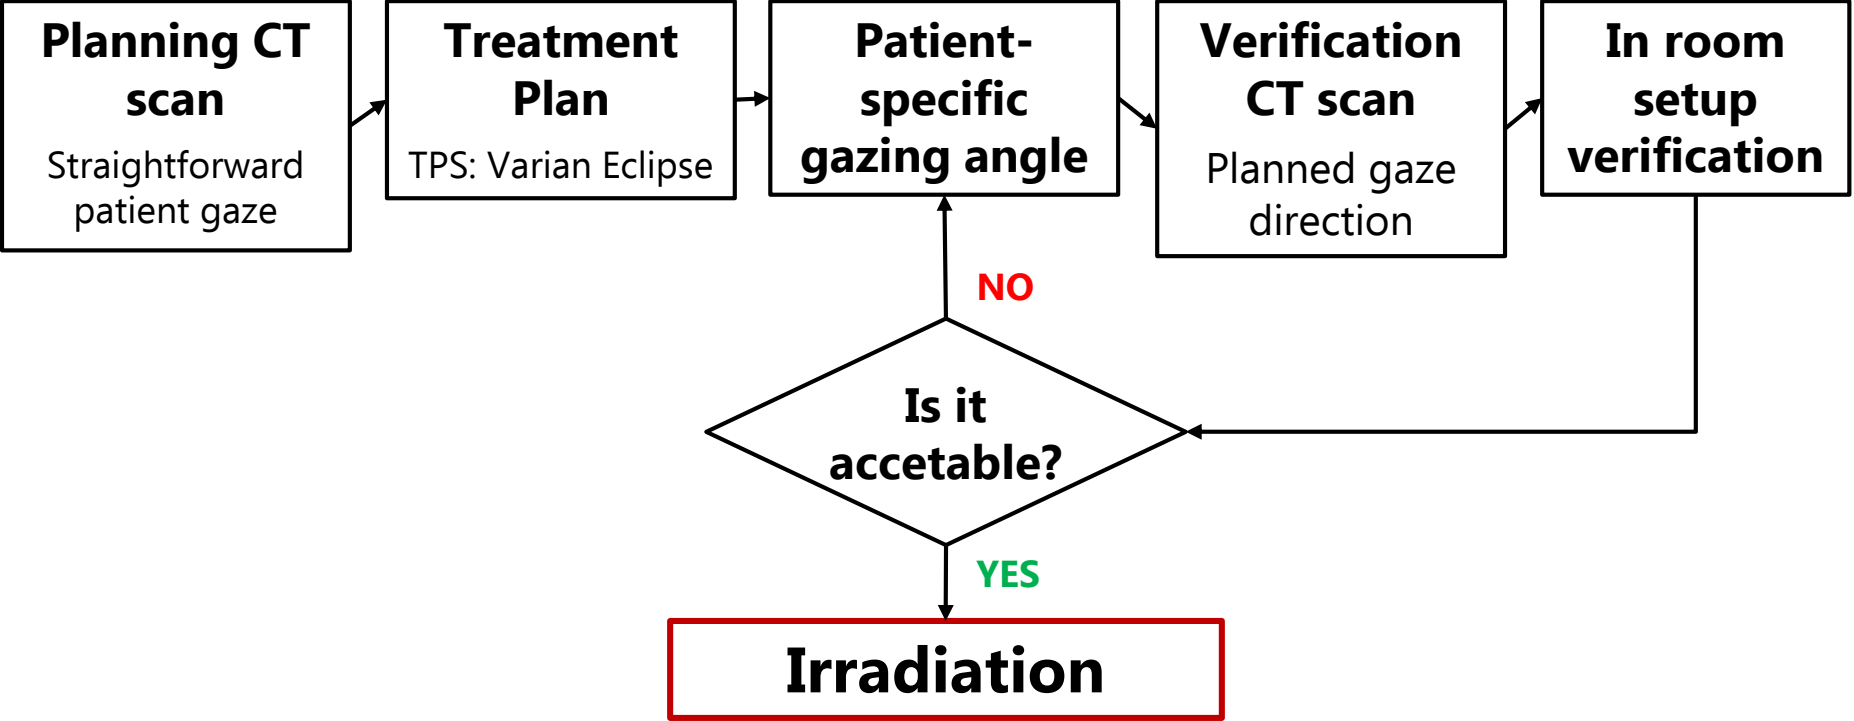 Planning CT
scan
Straightforward
patient gaze
Treatment
Plan
TPS: Varian Eclipse
Patient-
specific
gazing angle
Verification
CT scan
Planned gaze
direction
In room
setup
verification
NO
Is it
accetable?
YES
Irradiation